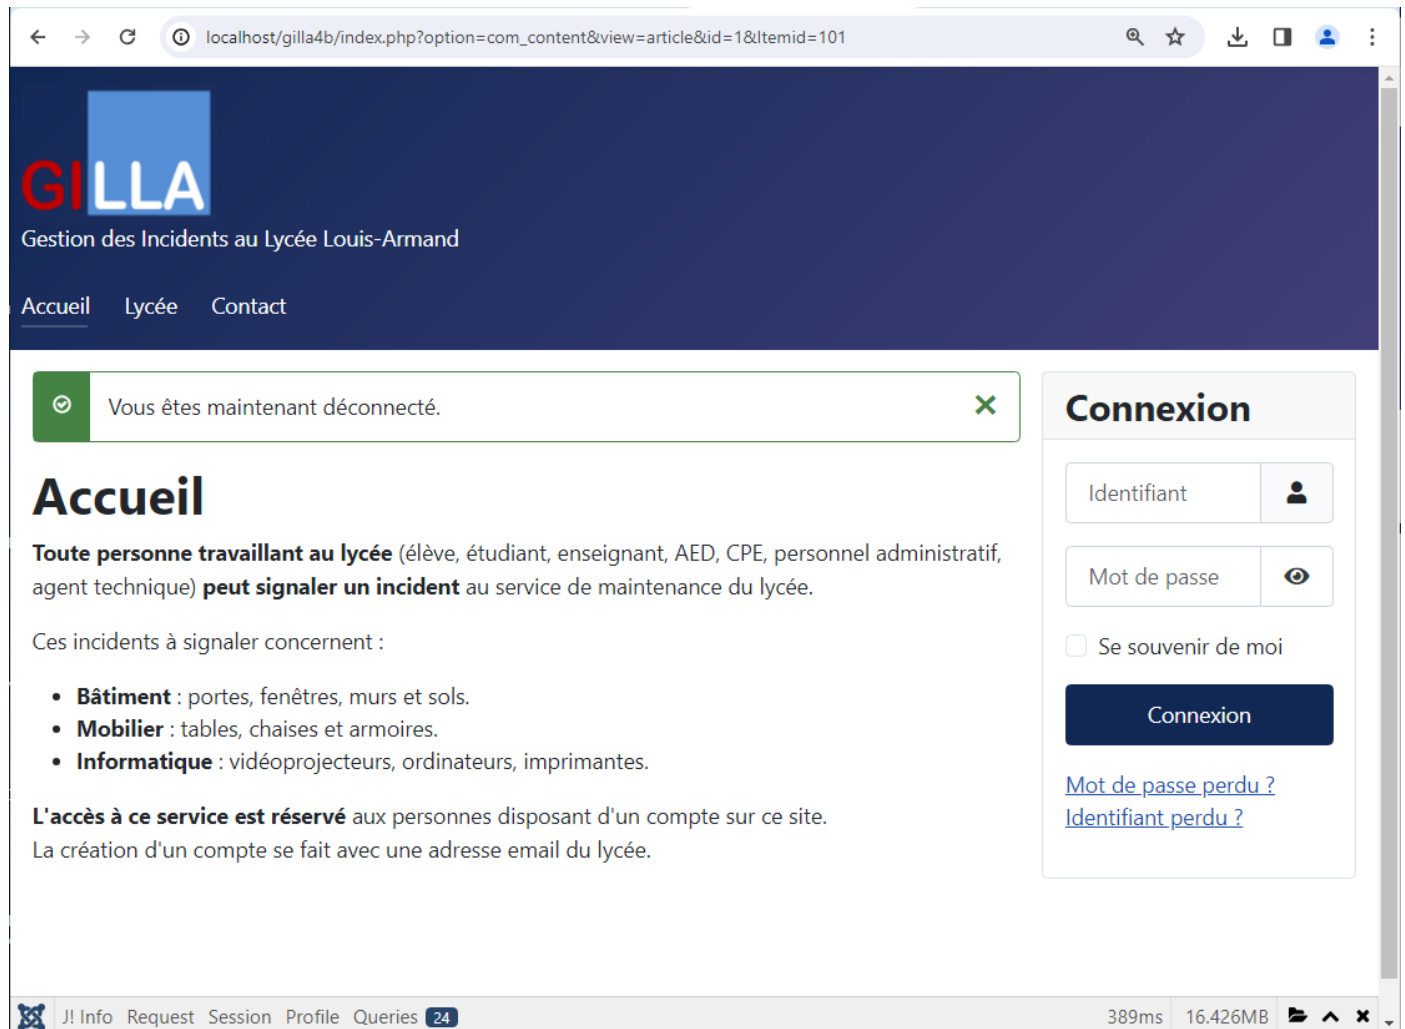 localhost/gilla4b/index.php?option=com_content&view=article&id=1&Itemid=101
GILLA
Gestion des Incidents au Lycée Louis-Armand
Accueil Lycée Contact
Vous êtes maintenant déconnecté.
Accueil
Toute personne travaillant au lycée (élève, étudiant, enseignant, AED, CPE, personnel administratif,
agent technique) peut signaler un incident au service de maintenance du lycée.
Ces incidents à signaler concernent :
• Bâtiment : portes, fenêtres, murs et sols.
• Mobilier : tables, chaises et armoires.
• Informatique : vidéoprojecteurs, ordinateurs, imprimantes.
L'accès à ce service est réservé aux personnes disposant d'un compte sur ce site.
La création d'un compte se fait avec une adresse email du lycée.
Connexion
Identifiant
Mot de passe
Se souvenir de moi
Connexion
Mot de passe perdu ?
Identifiant perdu ?
J! Info Request Session Profile Queries 24 389ms 16.426MB